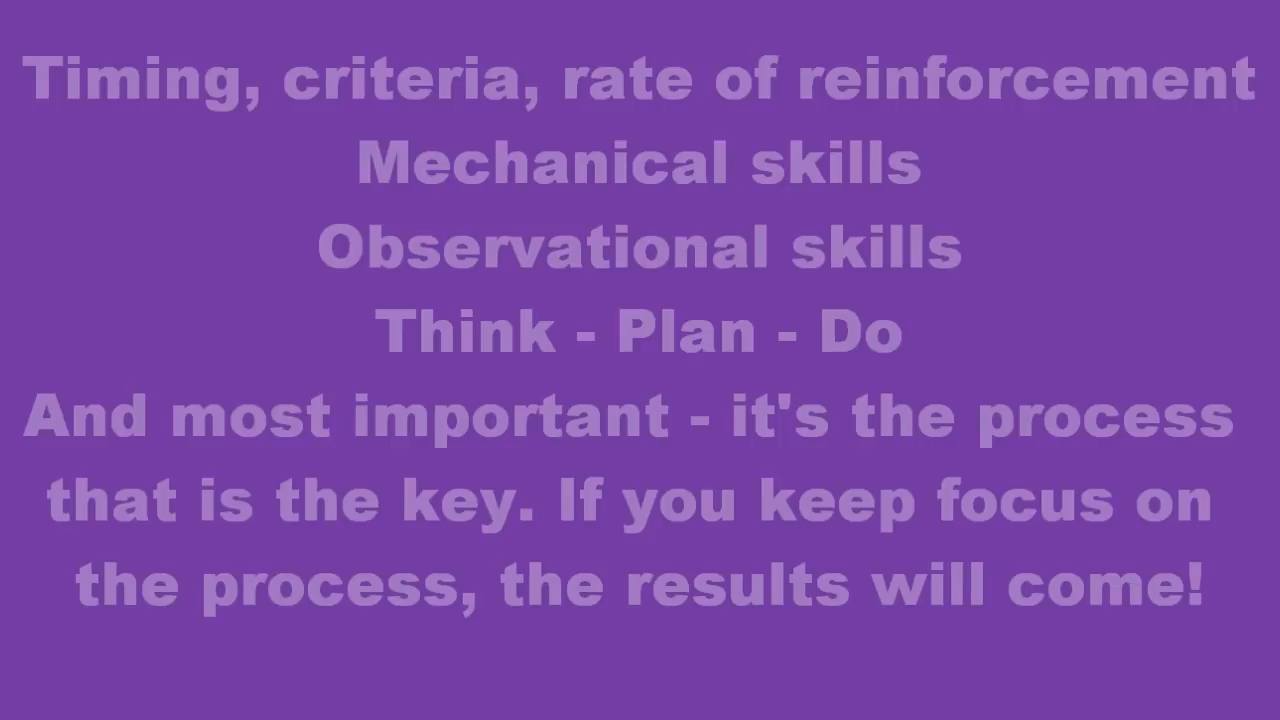 Timing, criteria, rate of reinforcement
Mechanical skills
Observational skills
Think - Plan - Do
And most important - it's the process
that is the key. If you keep focus on
the process, the results will come!